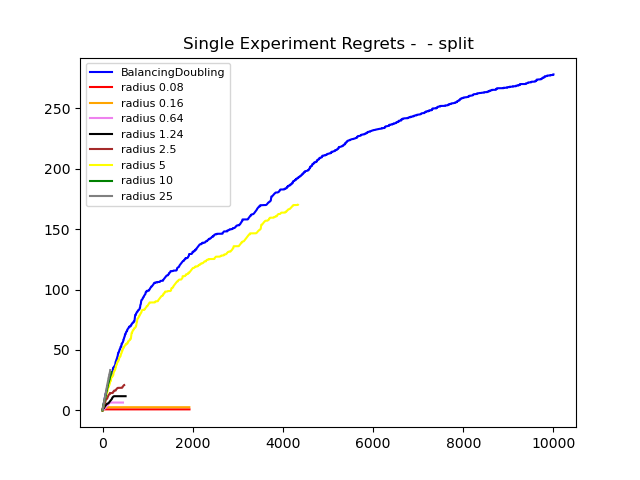 Single Experiment Regrets -  - split
BalancingDoubling
radius 0.08
radius 0.16
radius 0.64
radius 1.24
radius 2.5
radius 5
radius 10
radius 25
250
200
150
100
50
0
0 2000 4000 6000 8000 10000